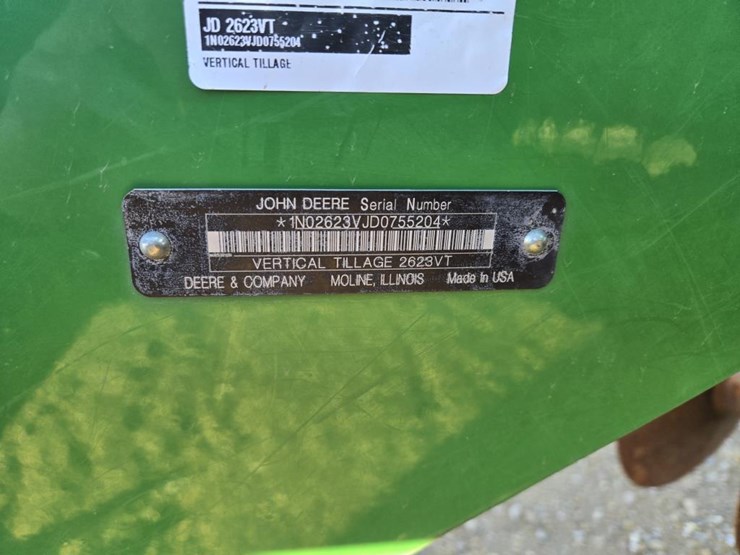 JD 2623VT
1N02623VJD0755204
VERTICAL TILLAGE
JOHN DEERE Serial Number
*1N02623VJD0755204*
VERTICAL TILLAGE 2623VT
DEERE & COMPANY MOLINE, ILLINOIS Made in USA